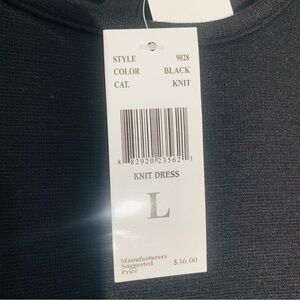 STYLE 9028
COLOR BLACK
CAT. KNIT
8 82920 23562 1
KNIT DRESS
L
Manufacturers
Suggested
Price $36.00